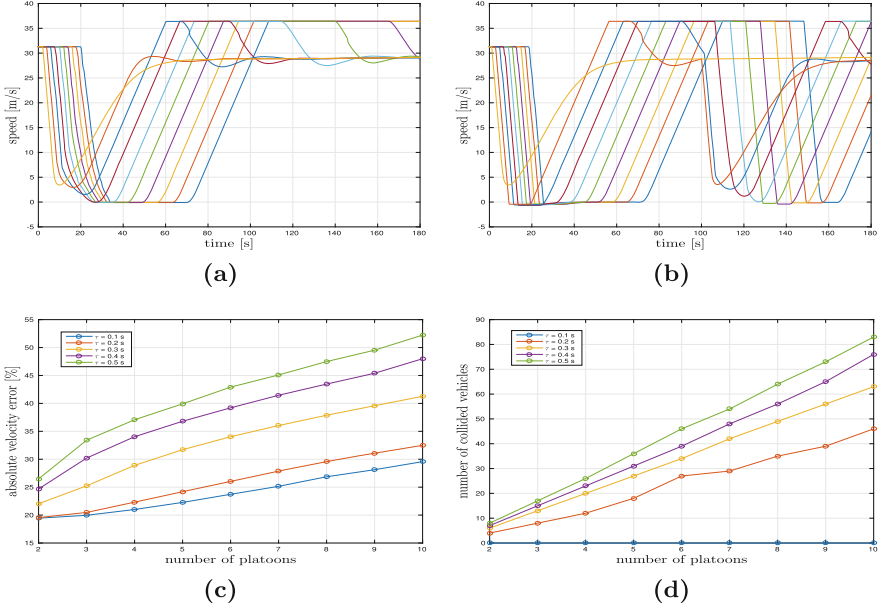 40
35
30
25
20
15
10
5
0
-5
speed [m/s]
0 20 40 60 80 100 120 140 160 180
time [s]
(a)
40
35
30
25
20
15
10
5
0
-5
speed [m/s]
0 20 40 60 80 100 120 140 160 180
time [s]
(b)
55
50
45
40
35
30
25
20
15
absolute velocity error [%]
τ = 0.1 s
τ = 0.2 s
τ = 0.3 s
τ = 0.4 s
τ = 0.5 s
2 3 4 5 6 7 8 9 10
number of platoons
(c)
90
80
70
60
50
40
30
20
10
0
number of collided vehicles
τ = 0.1 s
τ = 0.2 s
τ = 0.3 s
τ = 0.4 s
τ = 0.5 s
2 3 4 5 6 7 8 9 10
number of platoons
(d)